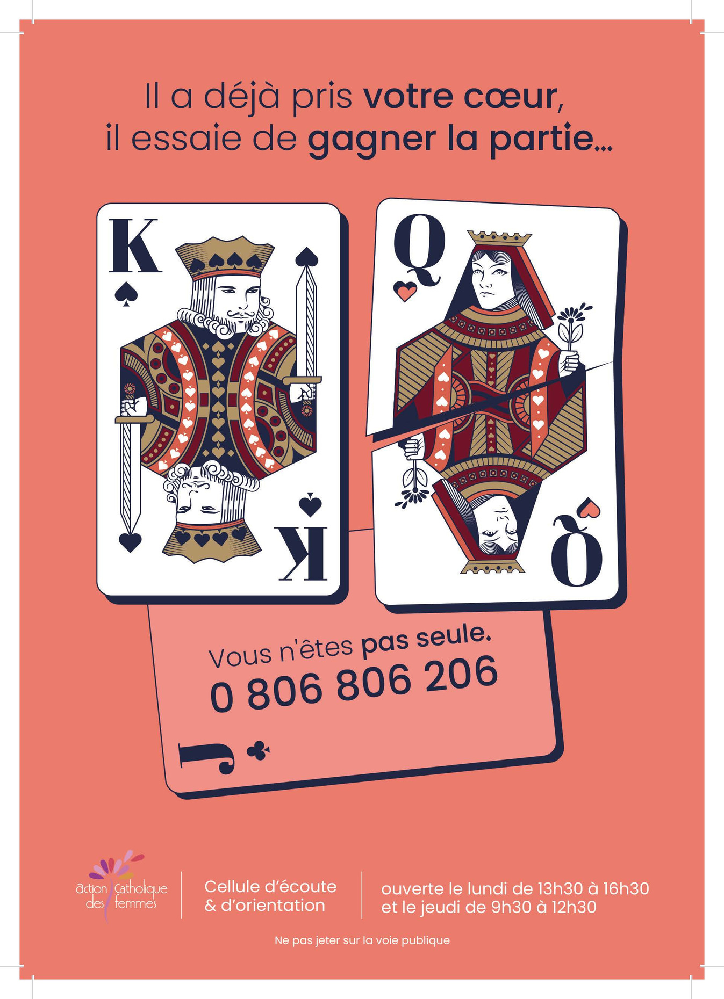 Il a déjà pris votre cœur,
il essaie de gagner la partie...
K
Q
K
Q
Vous n'êtes pas seule.
0 806 806 206
J
action catholique
des femmes
Cellule d'écoute
& d'orientation
ouverte le lundi de 13h30 à 16h30
et le jeudi de 9h30 à 12h30
Ne pas jeter sur la voie publique